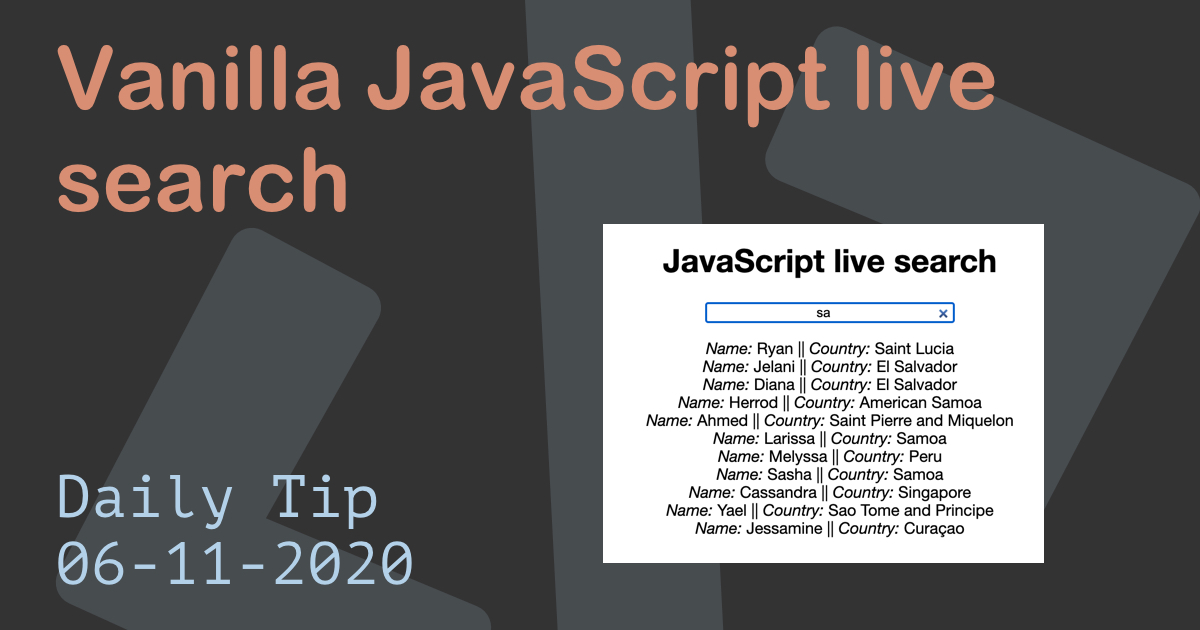 Vanilla JavaScript live
search
JavaScript live search
sa
Name: Ryan || Country: Saint Lucia
Name: Jelani || Country: El Salvador
Name: Diana || Country: El Salvador
Name: Herrod || Country: American Samoa
Name: Ahmed || Country: Saint Pierre and Miquelon
Name: Larissa || Country: Samoa
Name: Melyssa || Country: Peru
Name: Sasha || Country: Samoa
Name: Cassandra || Country: Singapore
Name: Yael || Country: Sao Tome and Principe
Name: Jessamine || Country: Curaçao
Daily Tip
06-11-2020